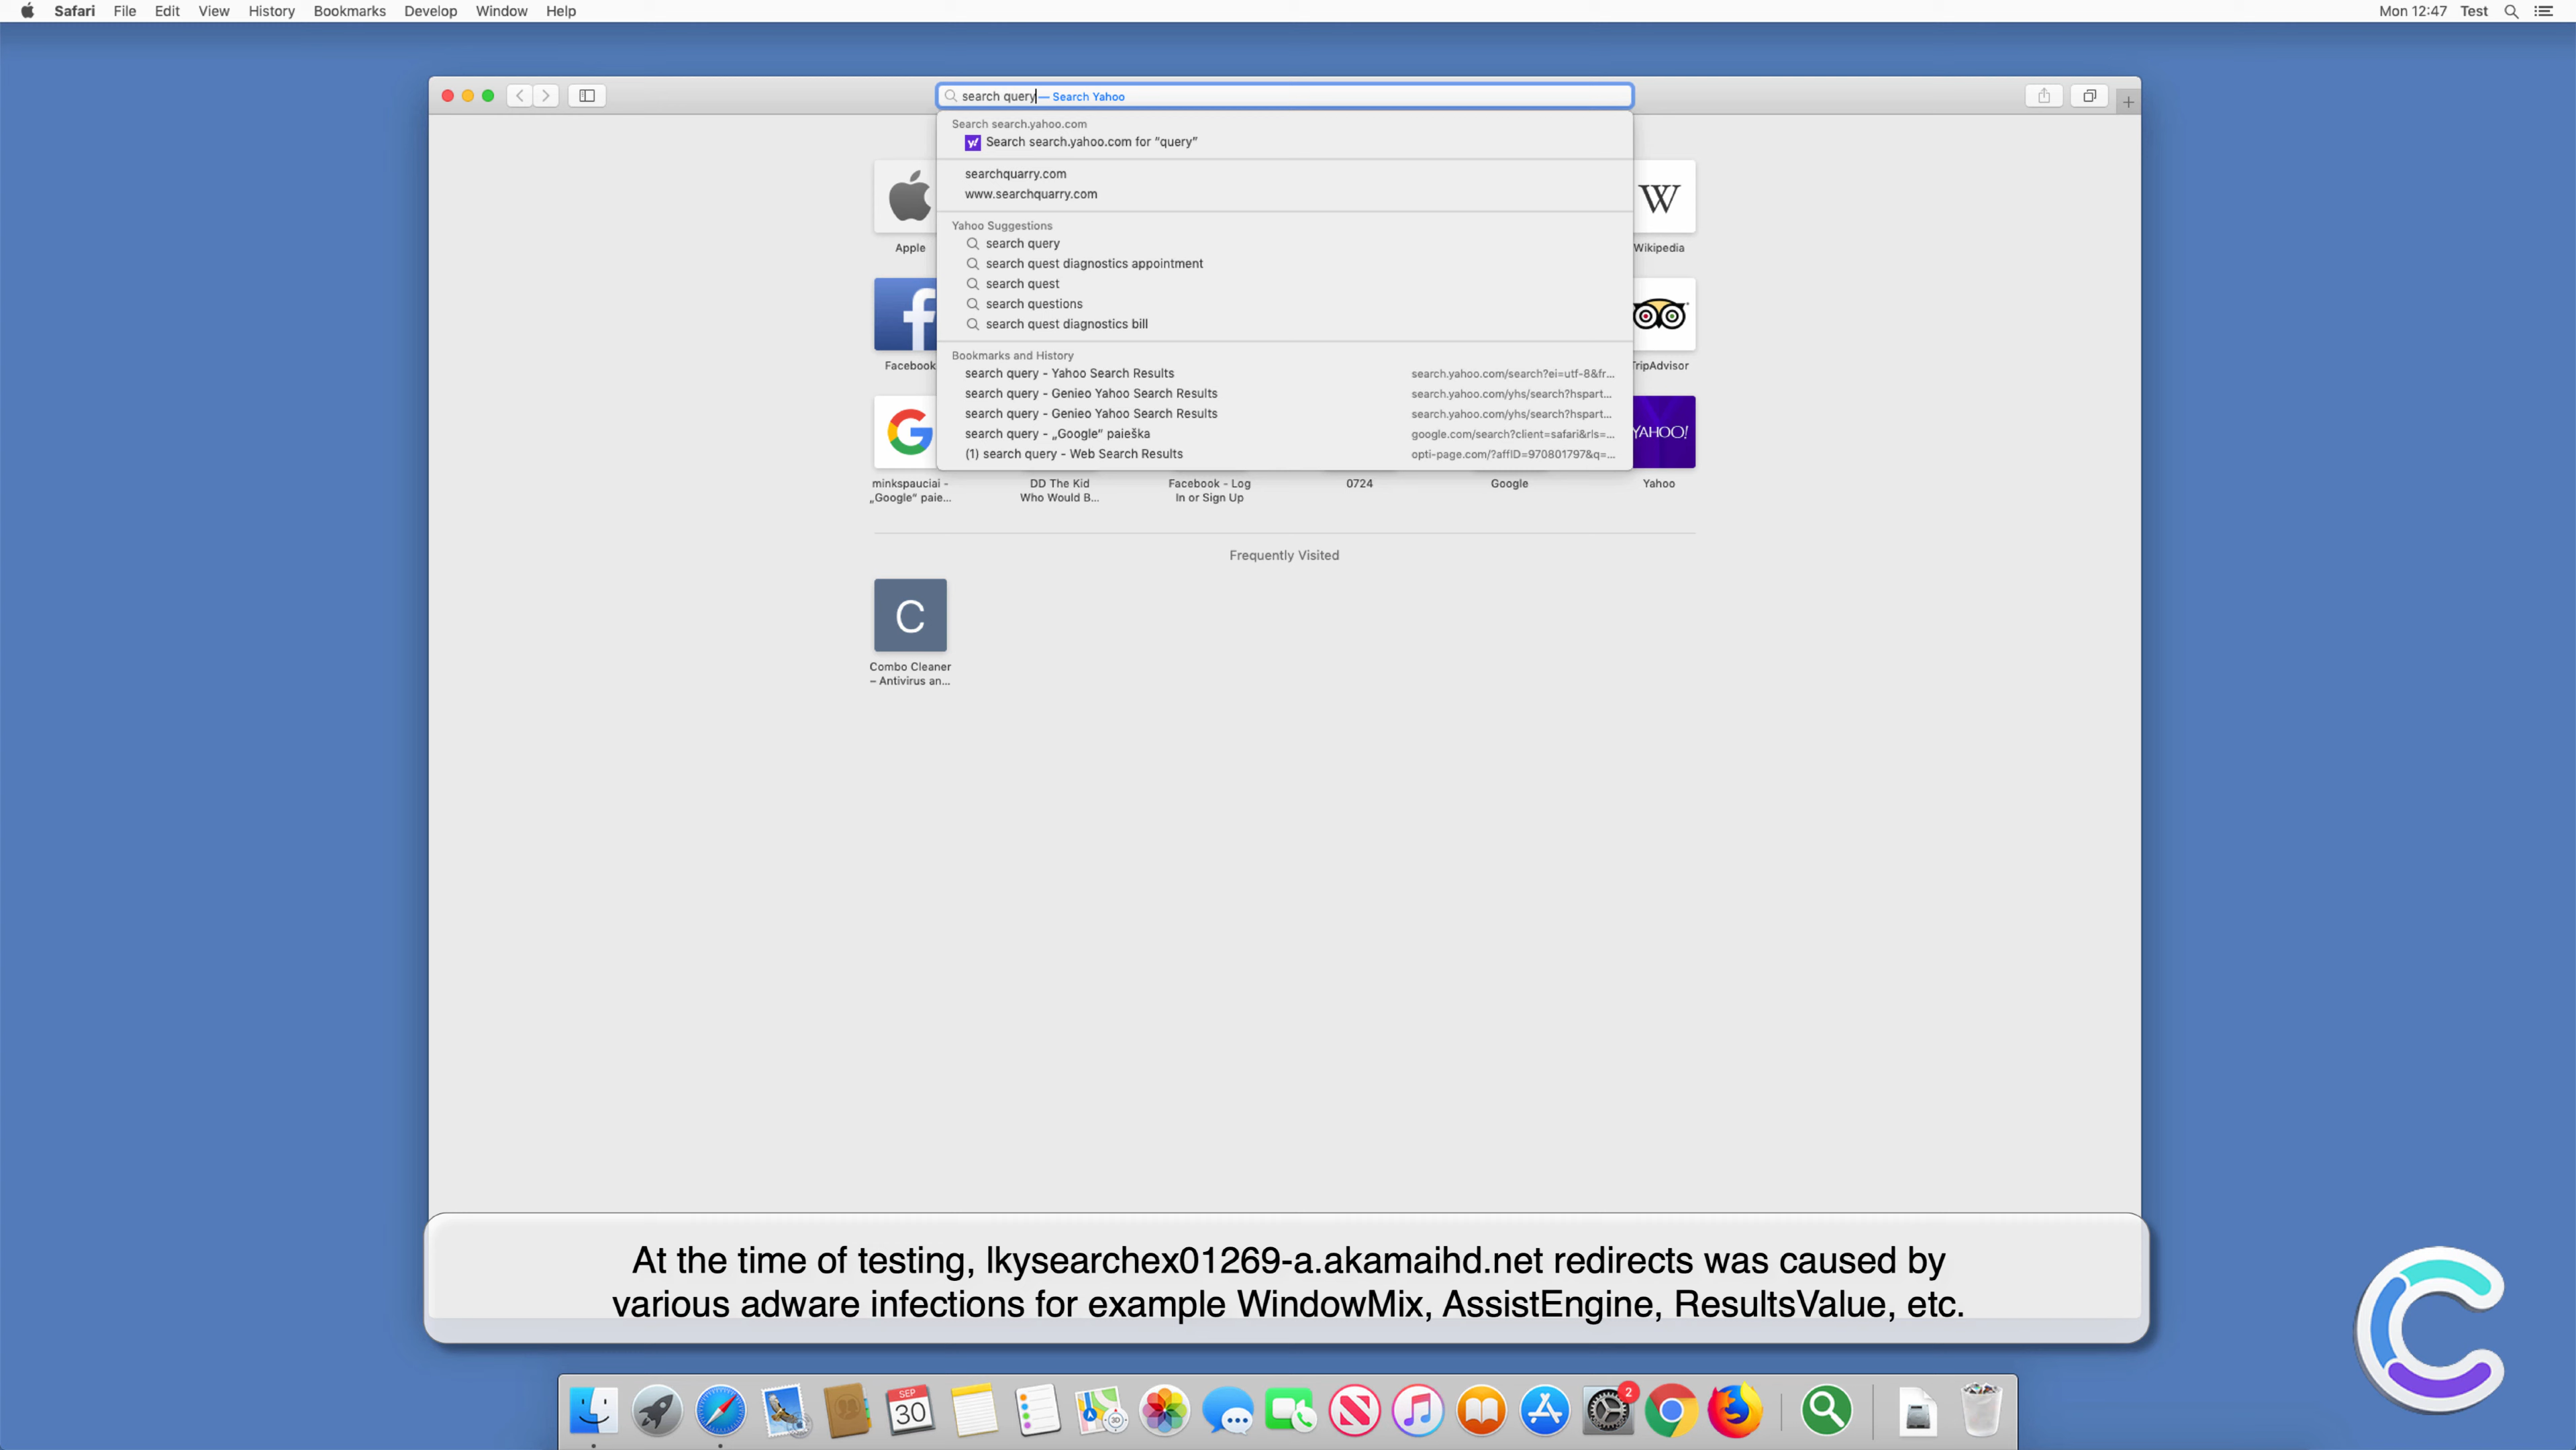 Safari File Edit View History Bookmarks Develop Window Help
Mon 12:47 Test
search query — Search Yahoo
Search search.yahoo.com
y! Search search.yahoo.com for “query”
searchquarry.com
www.searchquarry.com
Yahoo Suggestions
search query
search quest diagnostics appointment
search quest
search questions
search quest diagnostics bill
Bookmarks and History
search query - Yahoo Search Results search.yahoo.com/search?ei=utf-8&fr...
search query - Genieo Yahoo Search Results search.yahoo.com/yhs/search?hspart...
search query - Genieo Yahoo Search Results search.yahoo.com/yhs/search?hspart...
search query - „Google“ paieška google.com/search?client=safari&rls=...
(1) search query - Web Search Results opti-page.com/?affID=970801797&q=...
W
Apple
Wikipedia
f
Facebook
TripAdvisor
G
YAHOO!
minkspauciai -
„Google“ paie...
DD The Kid
Who Would B...
Facebook - Log
In or Sign Up
0724
Google
Yahoo
Frequently Visited
C
Combo Cleaner
– Antivirus an...
At the time of testing, lkysearchex01269-a.akamaihd.net redirects was caused by
various adware infections for example WindowMix, AssistEngine, ResultsValue, etc.
SEP
30
3D
2